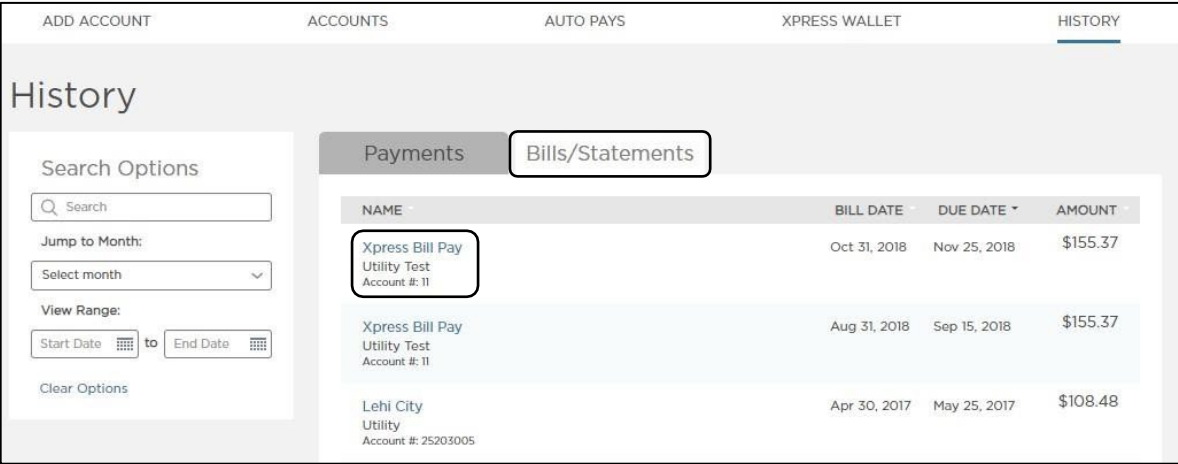 ADD ACCOUNT ACCOUNTS AUTO PAYS XPRESS WALLET HISTORY
History
Search Options
Search
Jump to Month:
Select month
View Range:
Start Date to End Date
Clear Options
Payments Bills/Statements
NAME BILL DATE DUE DATE AMOUNT
Xpress Bill Pay Oct 31, 2018 Nov 25, 2018 $155.37
Utility Test
Account #: 11
Xpress Bill Pay Aug 31, 2018 Sep 15, 2018 $155.37
Utility Test
Account #: 11
Lehi City Apr 30, 2017 May 25, 2017 $108.48
Utility
Account #: 25203005